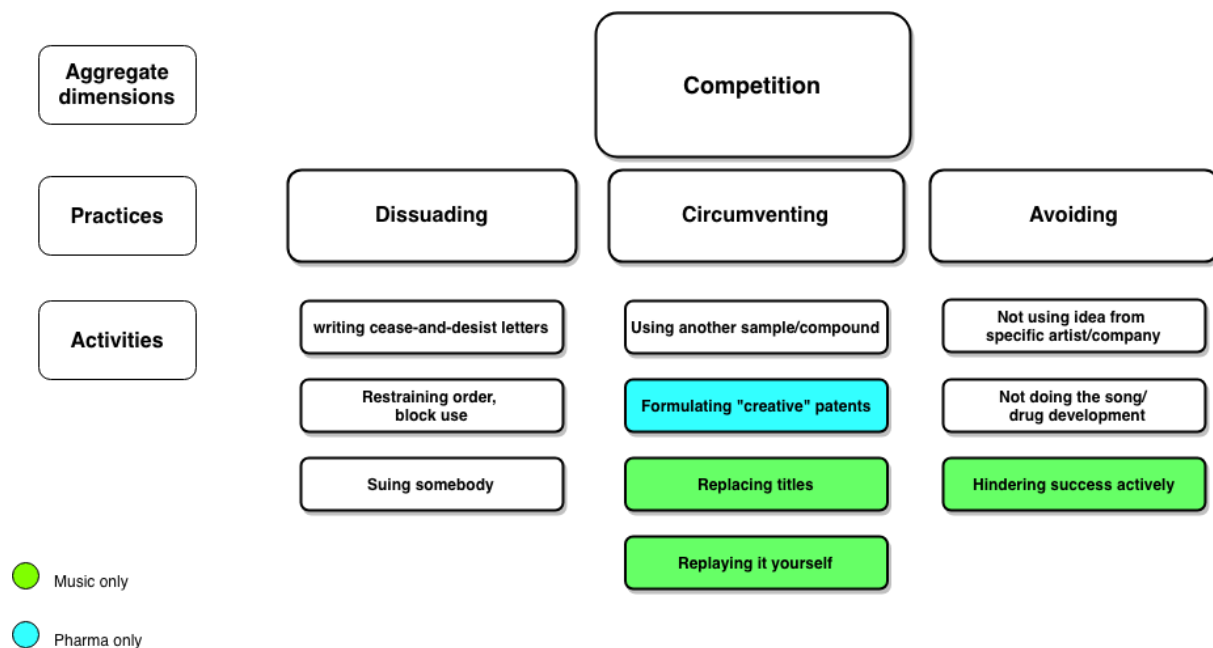 Aggregate
dimensions
Competition
Practices
Dissuading
Circumventing
Avoiding
Activities
writing cease-and-desist letters
Using another sample/compound
Not using idea from
specific artist/company
Restraining order,
block use
Formulating "creative" patents
Not doing the song/
drug development
Suing somebody
Replacing titles
Hindering success actively
Replaying it yourself
Music only
Pharma only